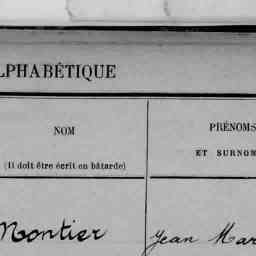 LPHABÉTIQUE
NOM
PRÉNOMS
(Il doit être écrit en bâtarde)
ET SURNOM
Montier
Jean Mar